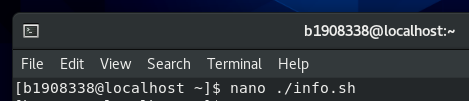 b1908338@localhost:~
File Edit View Search Terminal Help
[b1908338@localhost ~]$ nano ./info.sh